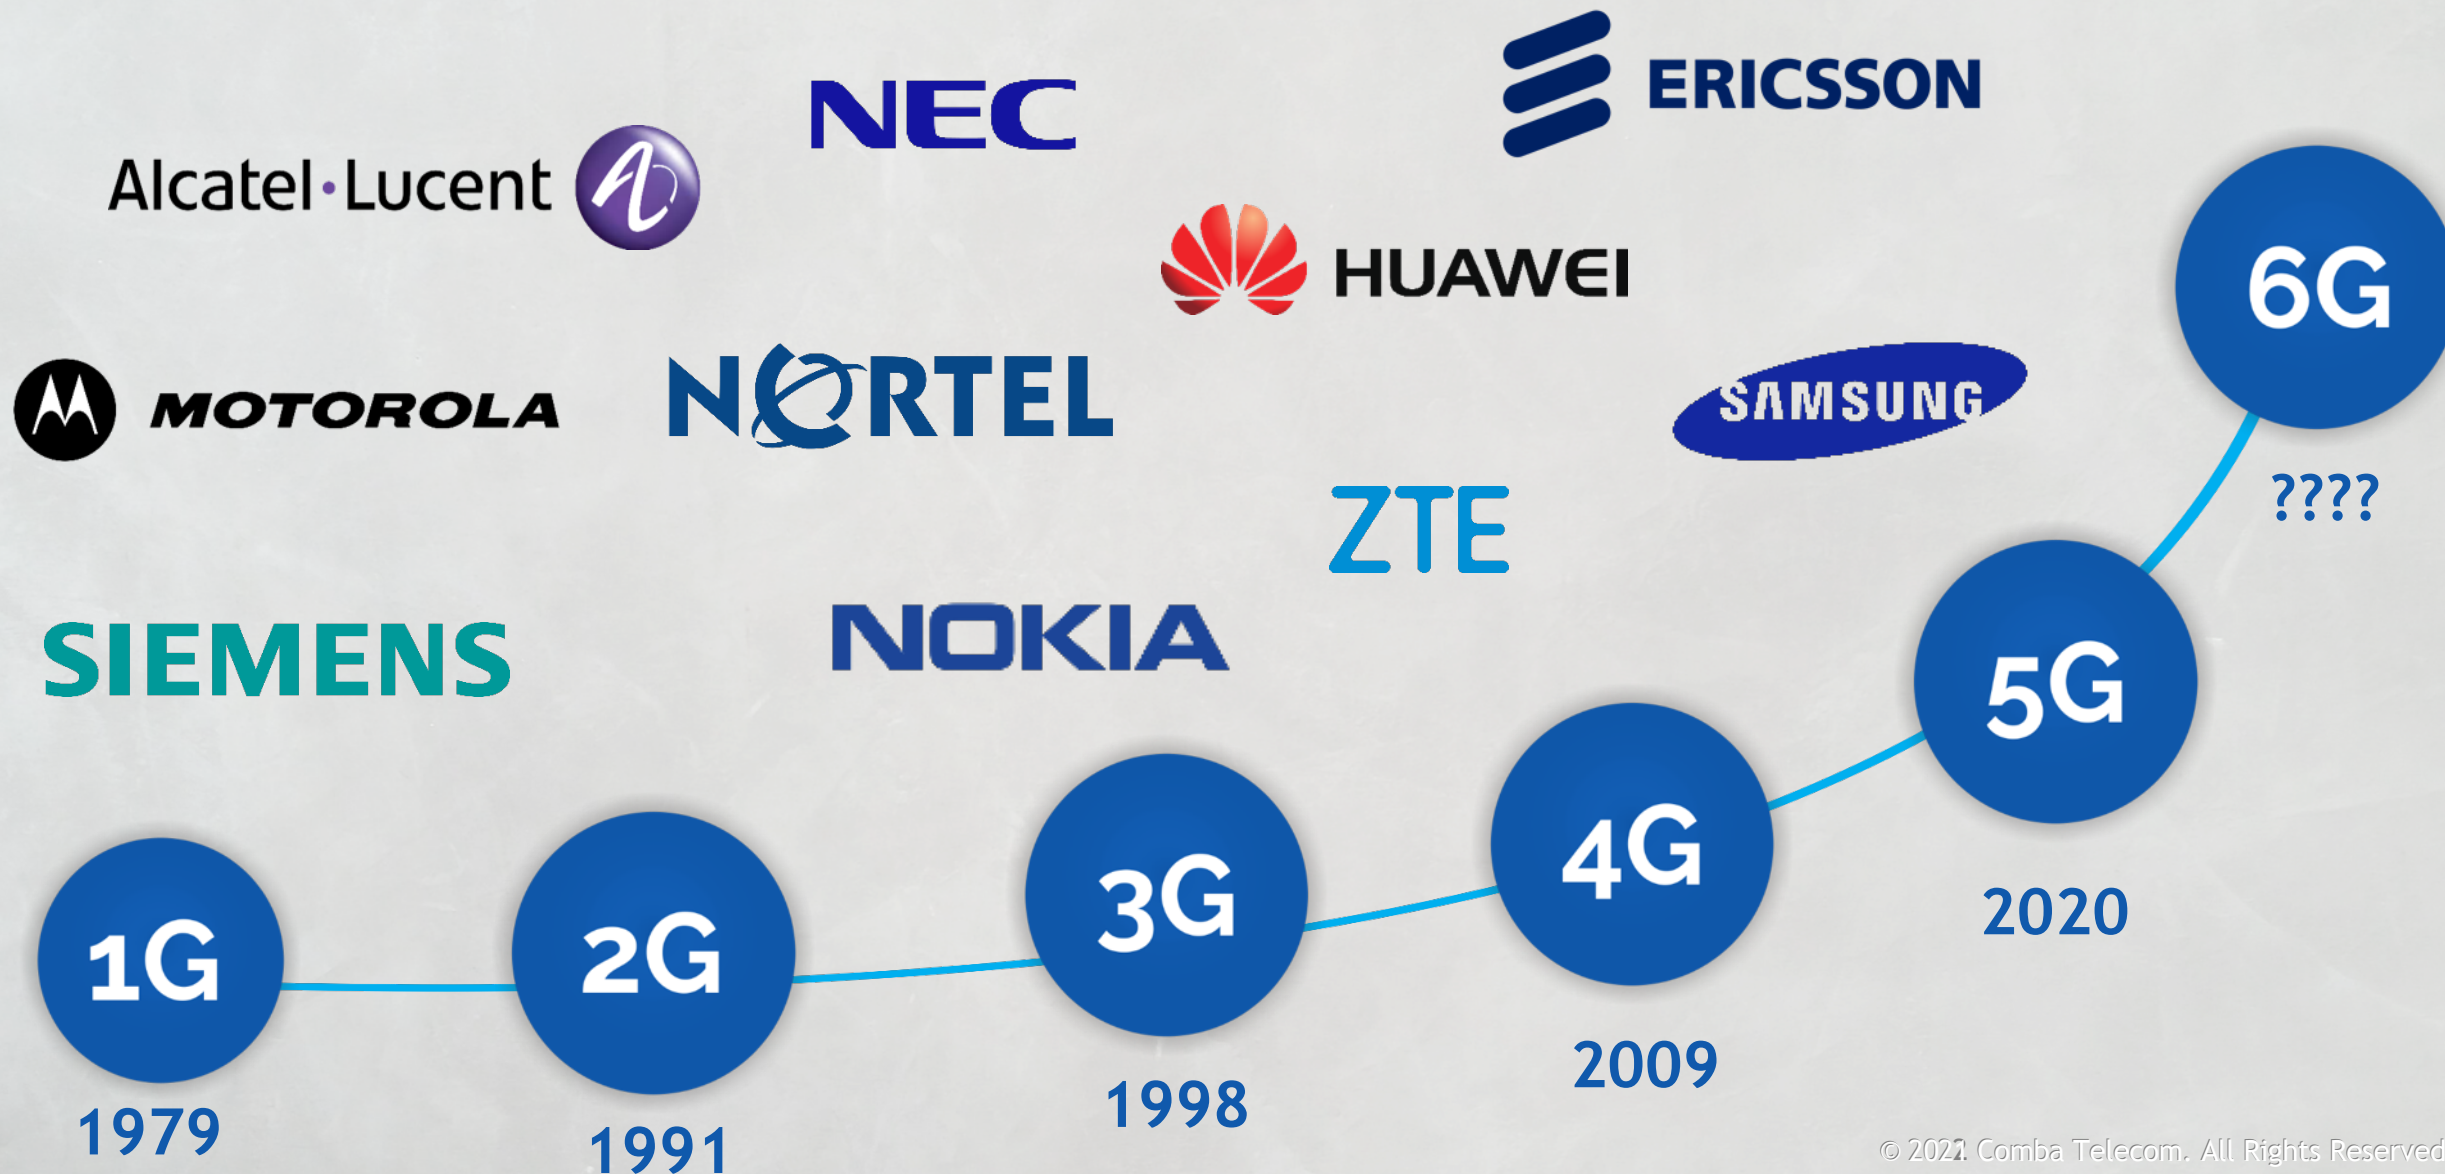 NEC
ERICSSON
Alcatel·Lucent
HUAWEI
6G
MOTOROLA
NORTEL
SAMSUNG
????
ZTE
SIEMENS
NOKIA
5G
4G
3G
2020
1G
2G
2009
1998
1979
1991
© Comba Telecom. All Rights Reserved